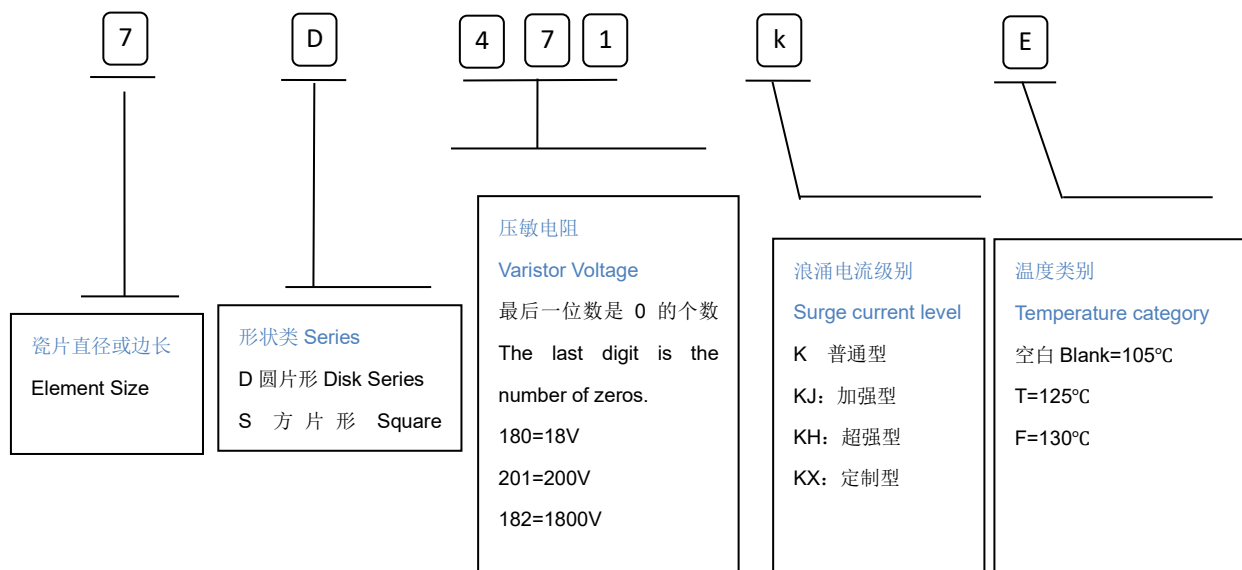 7 D 4 7 1 k E
瓷片直径或边长
Element Size
形状类 Series
D 圆片形 Disk Series
S 方片形 Square
压敏电阻
Varistor Voltage
最后一位数是 0 的个数
The last digit is the
number of zeros.
180=18V
201=200V
182=1800V
浪涌电流级别
Surge current level
K 普通型
KJ：加强型
KH：超强型
KX：定制型
温度类别
Temperature category
空白 Blank=105℃
T=125℃
F=130℃